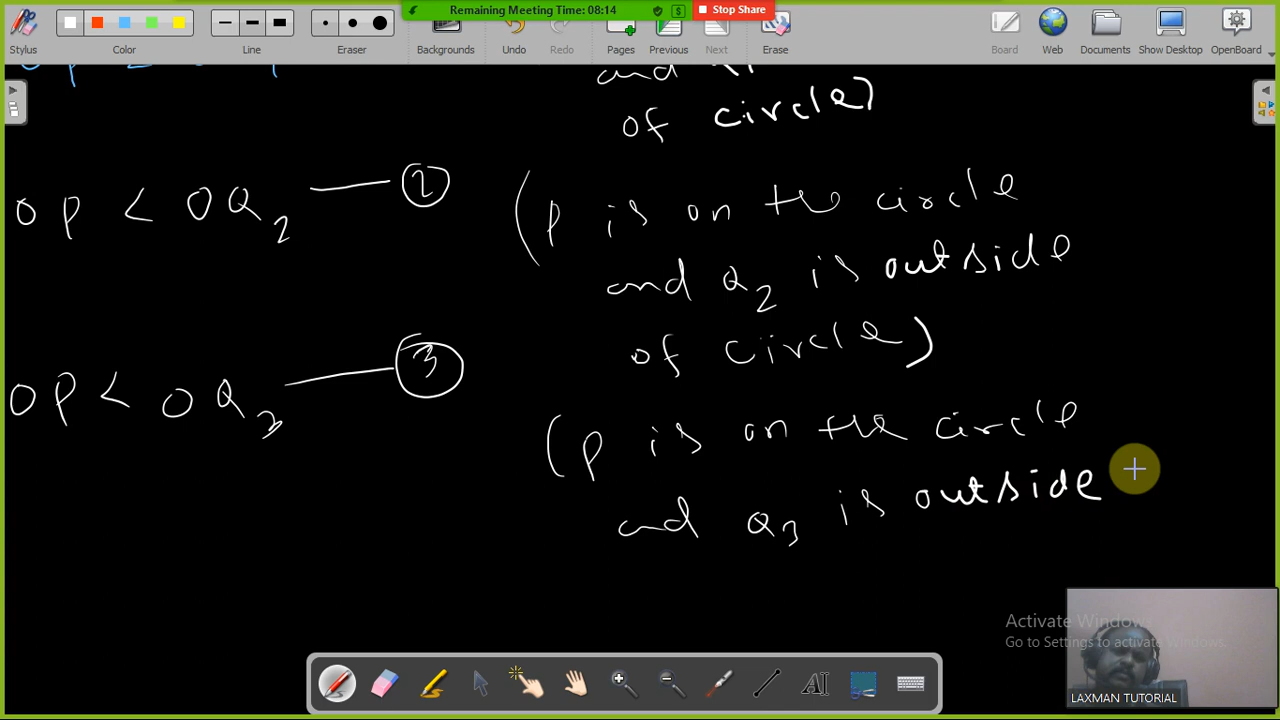 Remaining Meeting Time: 08:14
Stop Share
Stylus
Color
Line
Eraser
Backgrounds
Undo
Redo
Pages
Previous
Next
Erase
Board
Web
Documents
Show Desktop
OpenBoard
and
of circle)
OP < OQ2 — ②
(P is on the circle
and Q2 is outside
of circle)
OP < OQ3 — ③
(P is on the circle
and Q3 is outside
Activate Windows
Go to Settings to activate Windows.
LAXMAN TUTORIAL
AI